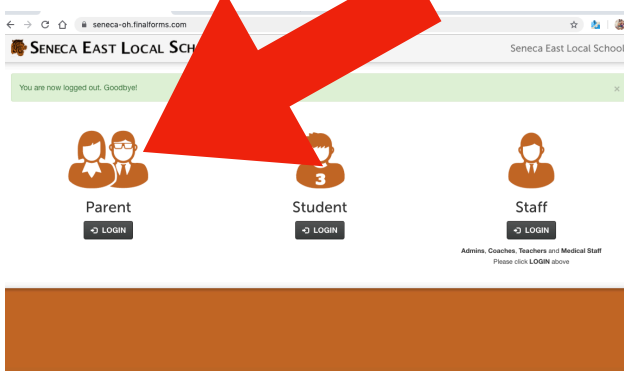 seneca-oh.finalforms.com
SENECA EAST LOCAL
Seneca East Local School
You are now logged out. Goodbye!
×
3
Parent
Student
Staff
LOGIN
LOGIN
LOGIN
Admins, Coaches, Teachers and Medical Staff
Please click LOGIN above